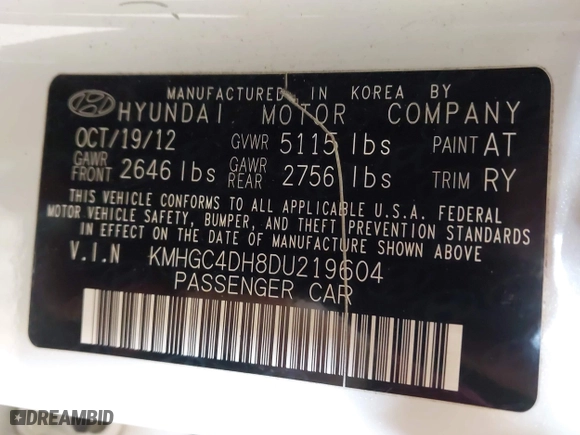 MANUFACTURED IN KOREA BY
HYUNDAI MOTOR COMPANY
OCT/19/12 GVWR 5115 lbs PAINT AT
GAWR FRONT 2646 lbs GAWR REAR 2756 lbs TRIM RY
THIS VEHICLE CONFORMS TO ALL APPLICABLE U.S.A. FEDERAL
MOTOR VEHICLE SAFETY, BUMPER, AND THEFT PREVENTION STANDARDS
IN EFFECT ON THE DATE OF MANUFACTURE SHOWN ABOVE.
V.I.N KMHGC4DH8DU219604
PASSENGER CAR
DREAMBID